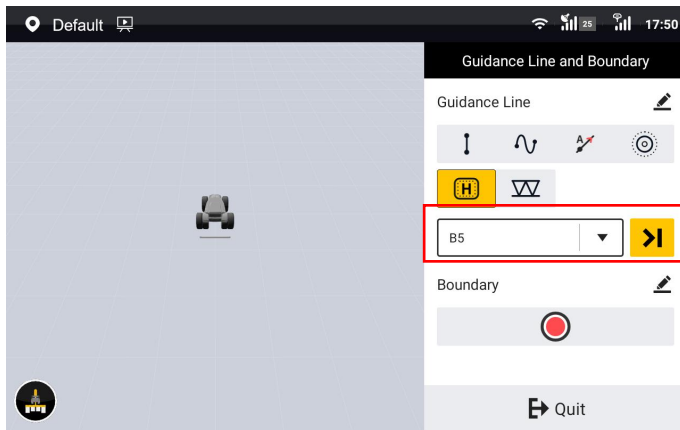 Default
25
17:50
Guidance Line and Boundary
Guidance Line
A
H
B5
Boundary
Quit